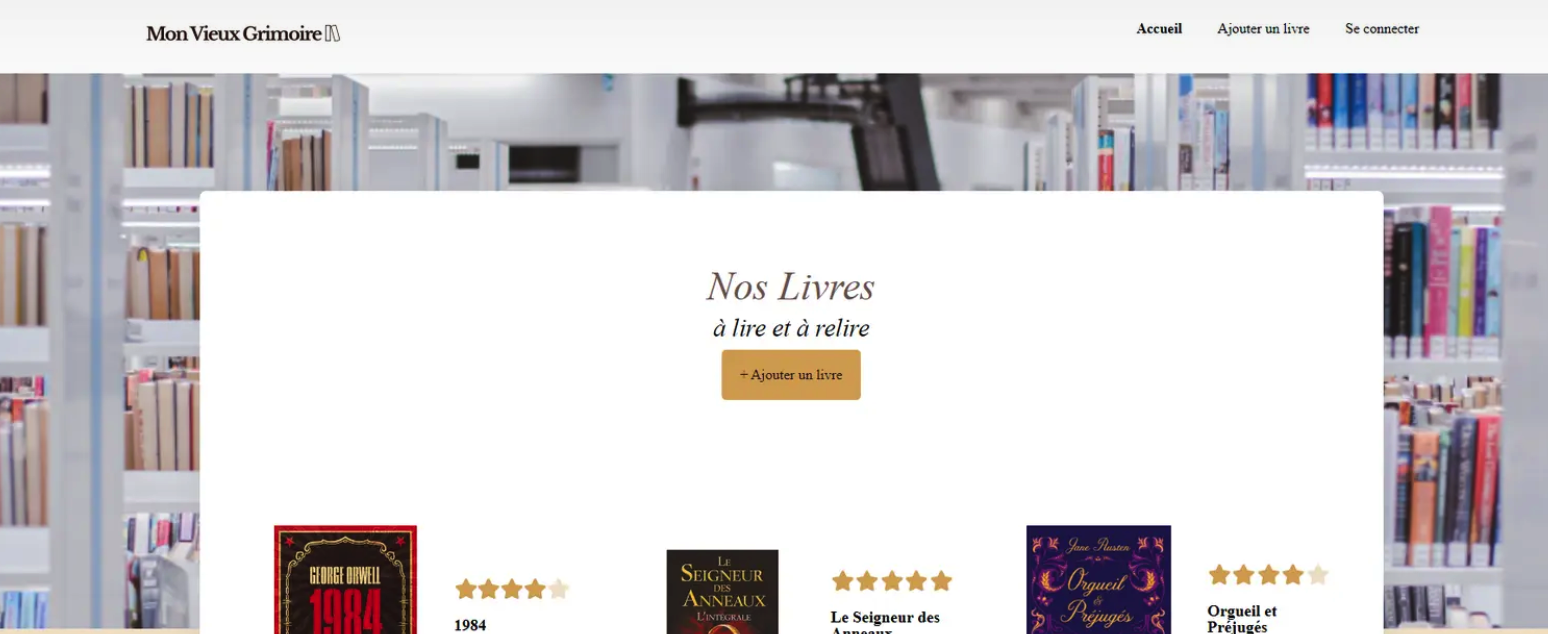 Mon Vieux Grimoire
Accueil
Ajouter un livre
Se connecter
Nos Livres
à lire et à relire
+ Ajouter un livre
GEORGE ORWELL
1984
1984
LE
SEIGNEUR
DES
ANNEAUX
L'INTÉGRALE
Le Seigneur des
Anneaux
Jane Austen
Orgueil
&
Préjugés
Orgueil et
Préjugés